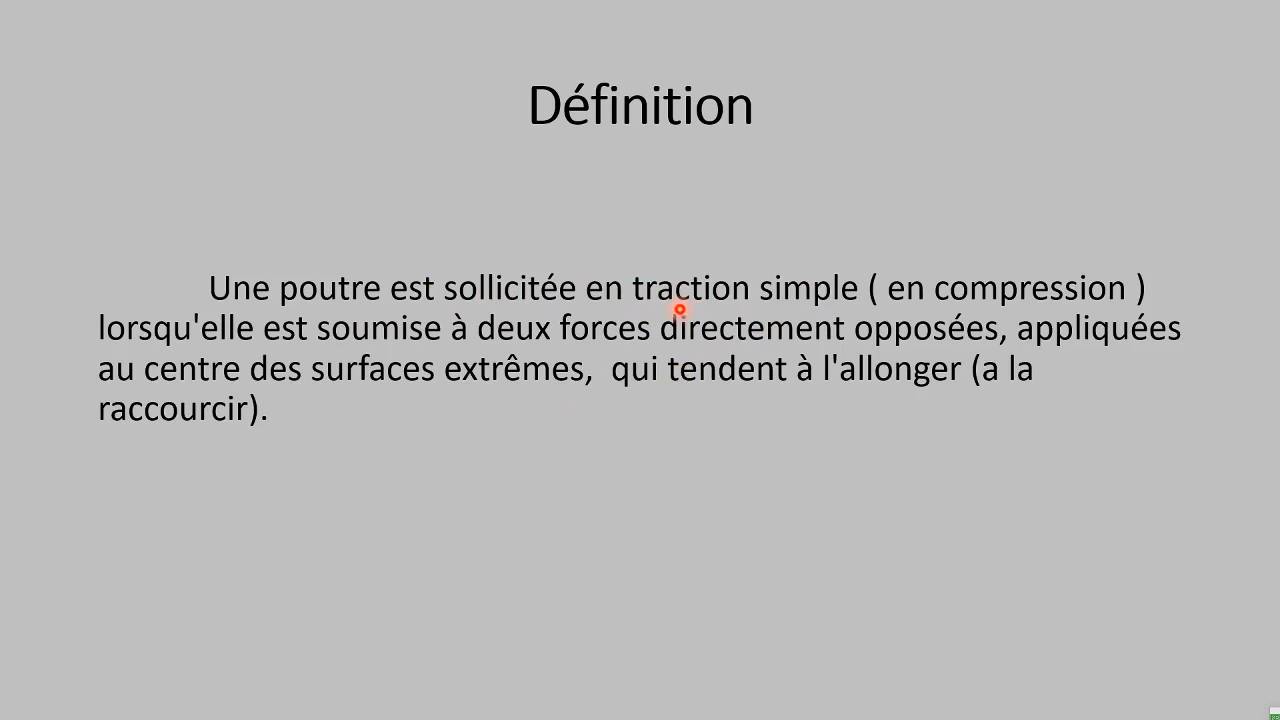 Définition
Une poutre est sollicitée en traction simple ( en compression )
lorsqu'elle est soumise à deux forces directement opposées, appliquées
au centre des surfaces extrêmes,  qui tendent à l'allonger (a la
raccourcir).